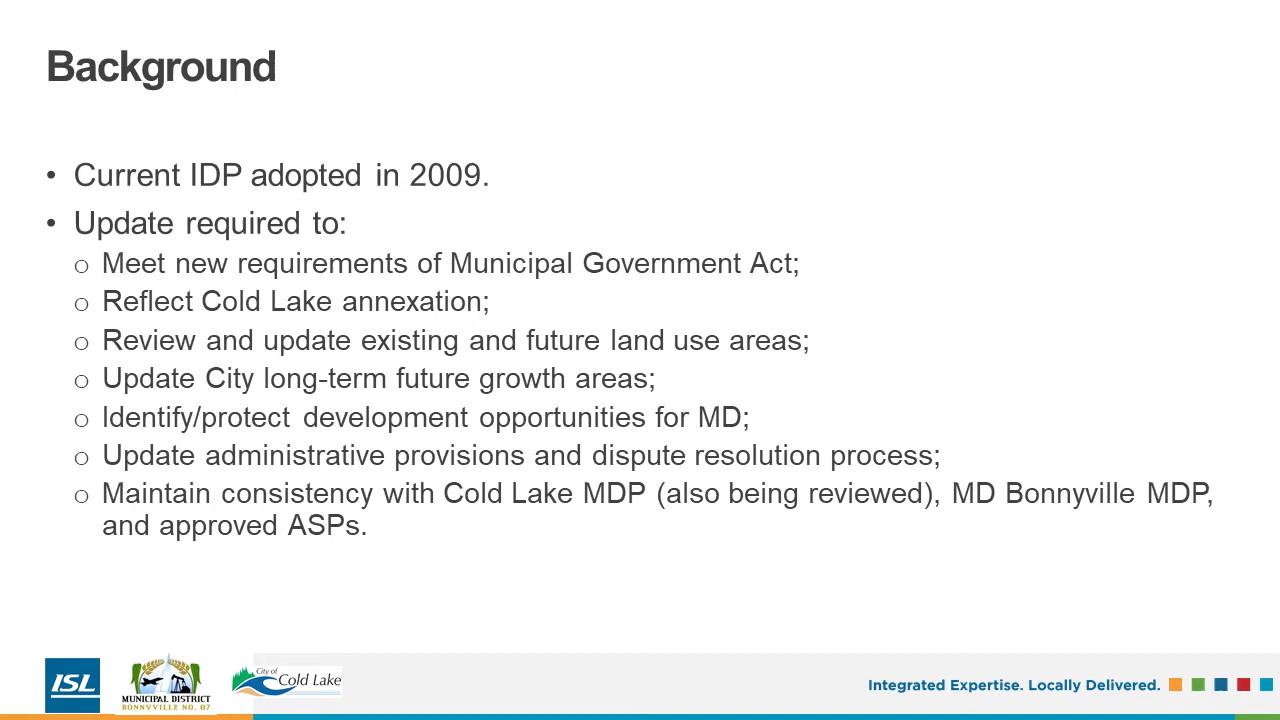 Background
• Current IDP adopted in 2009.
• Update required to:
o Meet new requirements of Municipal Government Act;
o Reflect Cold Lake annexation;
o Review and update existing and future land use areas;
o Update City long-term future growth areas;
o Identify/protect development opportunities for MD;
o Update administrative provisions and dispute resolution process;
o Maintain consistency with Cold Lake MDP (also being reviewed), MD Bonnyville MDP,
and approved ASPs.
ISL
MUNICIPAL DISTRICT
BONNYVILLE NO. 87
City of
Cold Lake
Integrated Expertise. Locally Delivered.